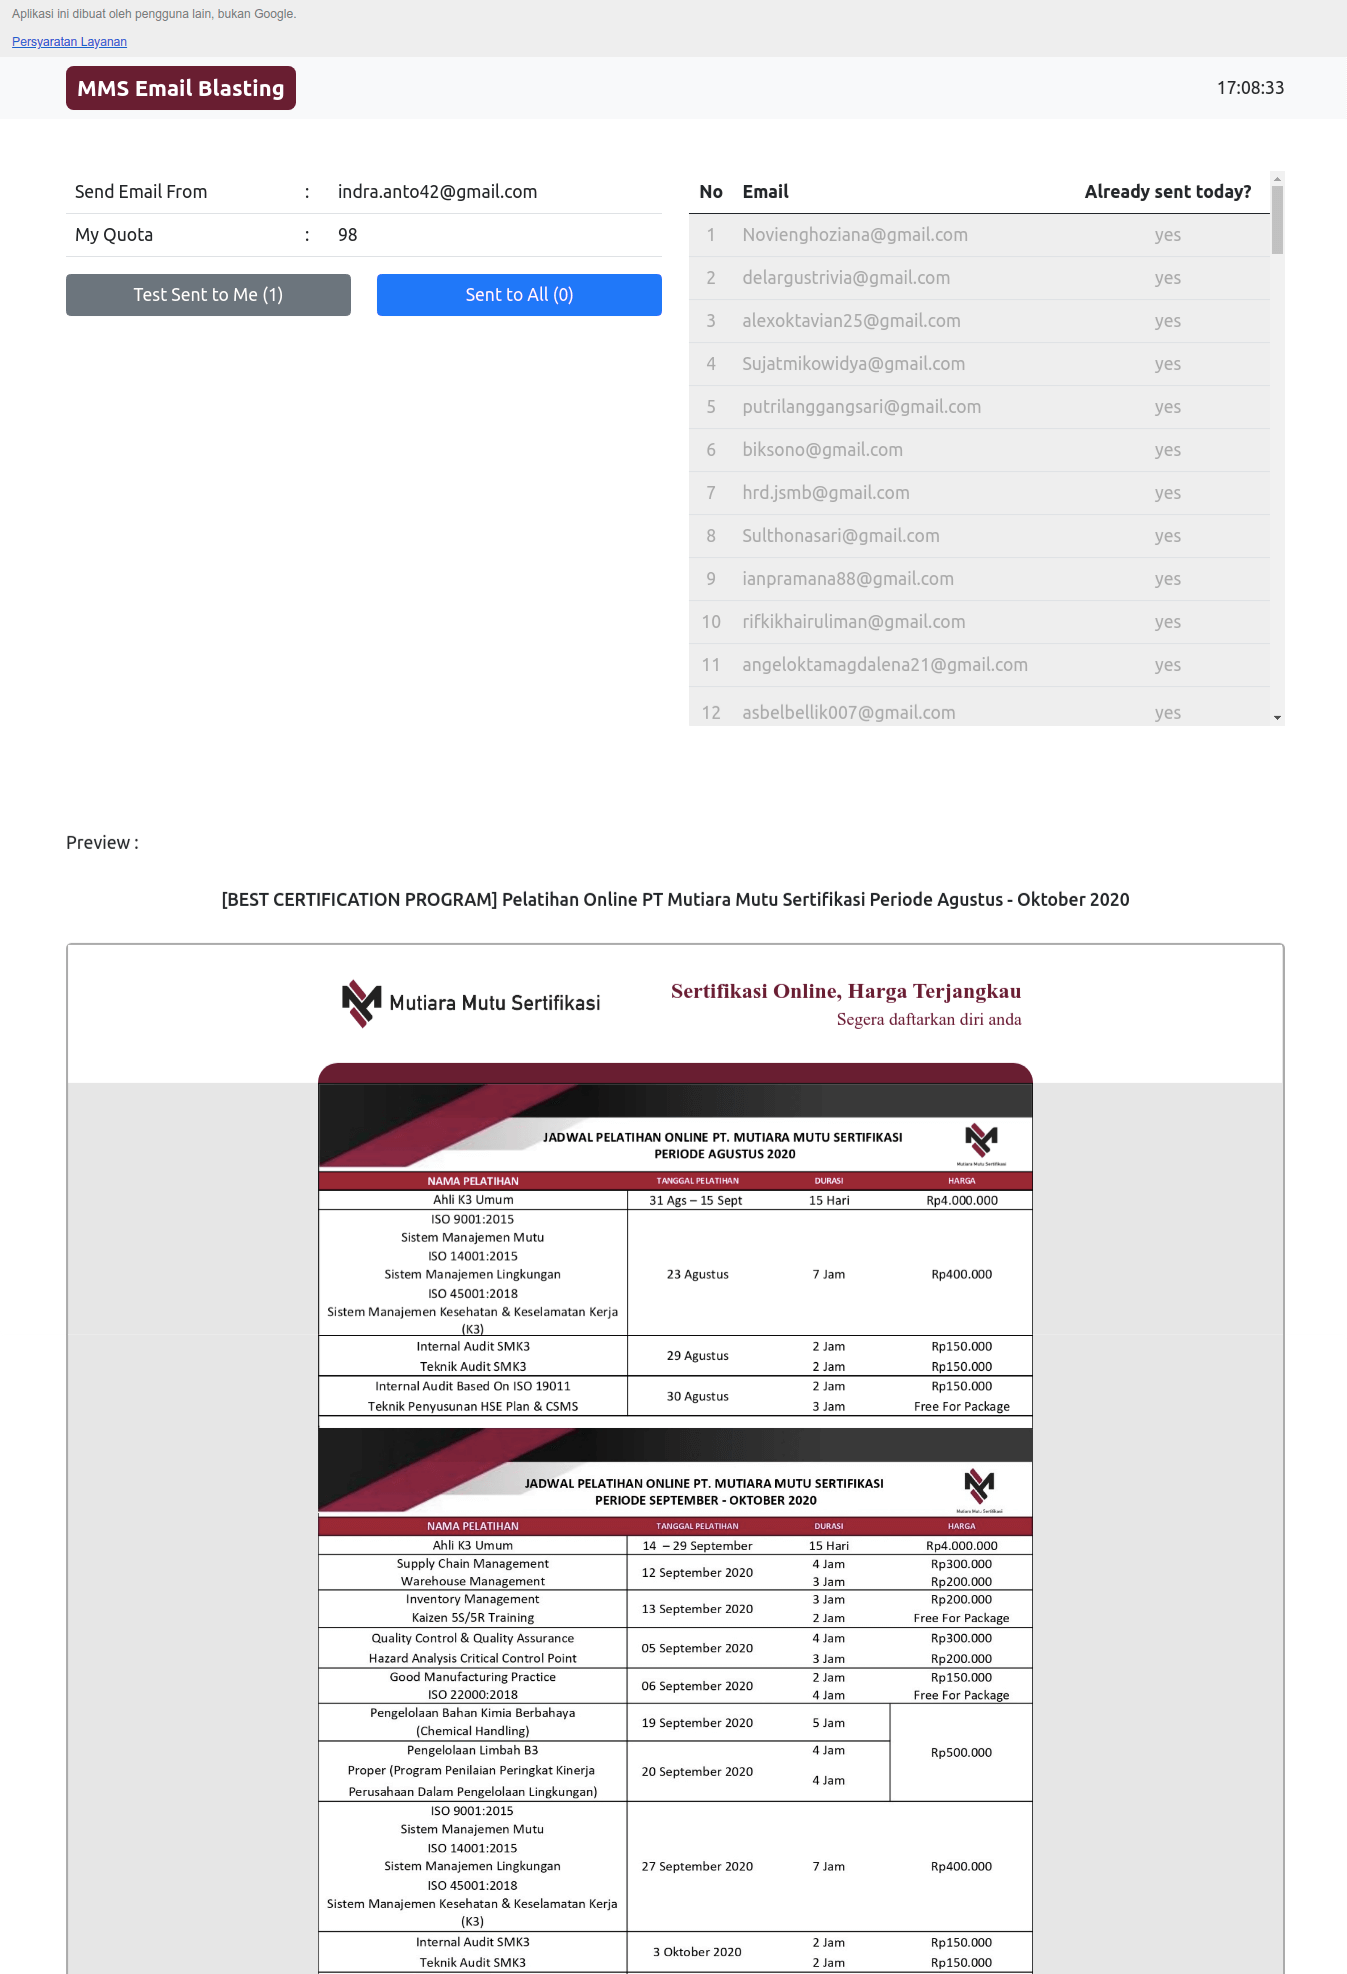 Aplikasi ini dibuat oleh pengguna lain, bukan Google.
Persyaratan Layanan
MMS Email Blasting
17:08:33
Send Email From : indra.anto42@gmail.com
My Quota : 98
Test Sent to Me (1) Sent to All (0)
No Email Already sent today?
1 Novienghoziana@gmail.com yes
2 delargustrivia@gmail.com yes
3 alexoktavian25@gmail.com yes
4 Sujatmikowidya@gmail.com yes
5 putrilanggangsari@gmail.com yes
6 biksono@gmail.com yes
7 hrd.jsmb@gmail.com yes
8 Sulthonasari@gmail.com yes
9 ianpramana88@gmail.com yes
10 rifkikhairuliman@gmail.com yes
11 angeloktamagdalena21@gmail.com yes
12 asbelbellik007@gmail.com yes
Preview :
[BEST CERTIFICATION PROGRAM] Pelatihan Online PT Mutiara Mutu Sertifikasi Periode Agustus - Oktober 2020
Mutiara Mutu Sertifikasi
Sertifikasi Online, Harga Terjangkau
Segera daftarkan diri anda
JADWAL PELATIHAN ONLINE PT. MUTIARA MUTU SERTIFIKASI
PERIODE AGUSTUS 2020
Mutiara Mutu Sertifikasi
NAMA PELATIHAN TANGGAL PELATIHAN DURASI HARGA
Ahli K3 Umum 31 Ags – 15 Sept 15 Hari Rp4.000.000
ISO 9001:2015
Sistem Manajemen Mutu
ISO 14001:2015
Sistem Manajemen Lingkungan 23 Agustus 7 Jam Rp400.000
ISO 45001:2018
Sistem Manajemen Kesehatan & Keselamatan Kerja
(K3)
Internal Audit SMK3 2 Jam Rp150.000
29 Agustus
Teknik Audit SMK3 2 Jam Rp150.000
Internal Audit Based On ISO 19011 2 Jam Rp150.000
30 Agustus
Teknik Penyusunan HSE Plan & CSMS 3 Jam Free For Package
JADWAL PELATIHAN ONLINE PT. MUTIARA MUTU SERTIFIKASI
PERIODE SEPTEMBER - OKTOBER 2020
Mutiara Mutu Sertifikasi
NAMA PELATIHAN TANGGAL PELATIHAN DURASI HARGA
Ahli K3 Umum 14 – 29 September 15 Hari Rp4.000.000
Supply Chain Management 4 Jam Rp300.000
12 September 2020
Warehouse Management 3 Jam Rp200.000
Inventory Management 3 Jam Rp200.000
13 September 2020
Kaizen 5S/5R Training 2 Jam Free For Package
Quality Control & Quality Assurance 4 Jam Rp300.000
05 September 2020
Hazard Analysis Critical Control Point 3 Jam Rp200.000
Good Manufacturing Practice 2 Jam Rp150.000
06 September 2020
ISO 22000:2018 4 Jam Free For Package
Pengelolaan Bahan Kimia Berbahaya
19 September 2020 5 Jam
(Chemical Handling)
Pengelolaan Limbah B3 4 Jam
Rp500.000
Proper (Program Penilaian Peringkat Kinerja 20 September 2020
4 Jam
Perusahaan Dalam Pengelolaan Lingkungan)
ISO 9001:2015
Sistem Manajemen Mutu
ISO 14001:2015
Sistem Manajemen Lingkungan 27 September 2020 7 Jam Rp400.000
ISO 45001:2018
Sistem Manajemen Kesehatan & Keselamatan Kerja
(K3)
Internal Audit SMK3 2 Jam Rp150.000
3 Oktober 2020
Teknik Audit SMK3 2 Jam Rp150.000